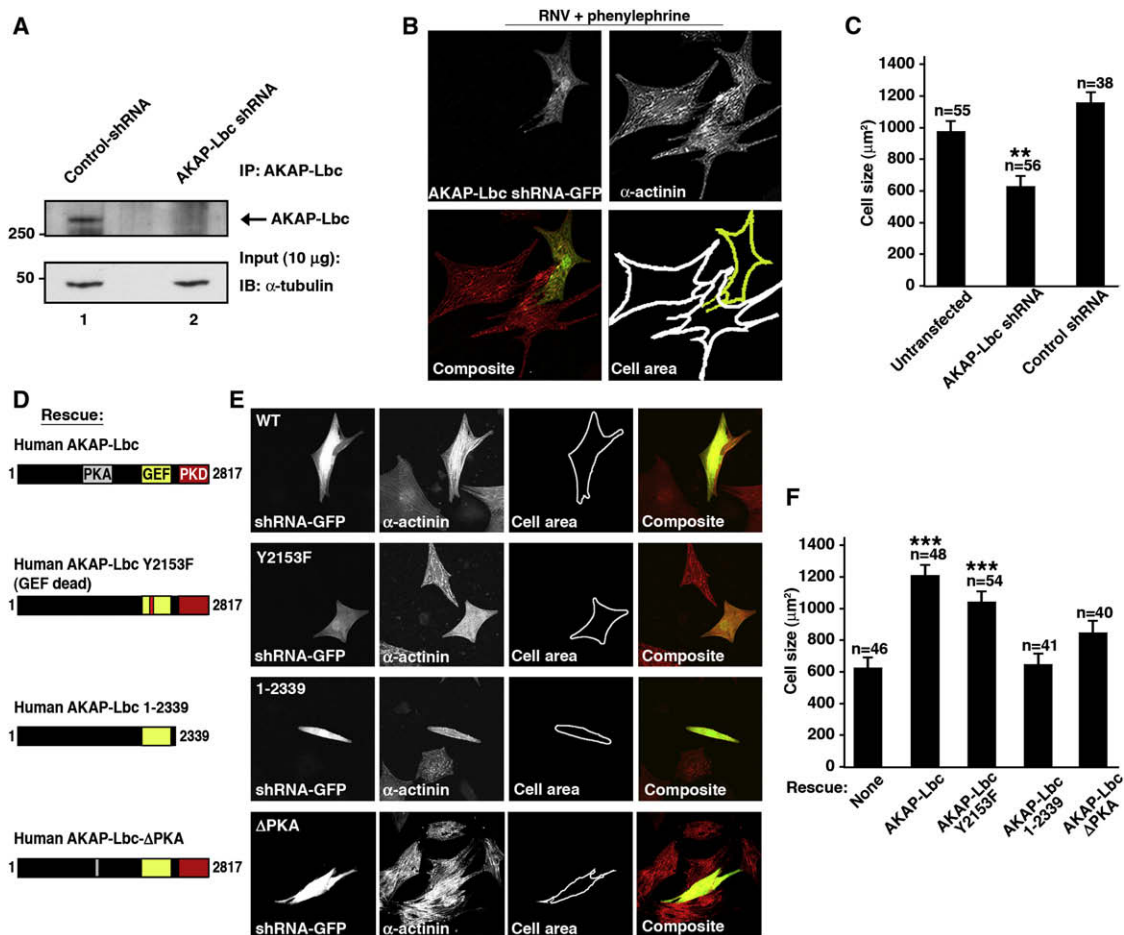 A
Control-shRNA
AKAP-Lbc shRNA
IP: AKAP-Lbc
AKAP-Lbc
250
Input (10 µg):
50
IB: α-tubulin
1
2
B
RNV + phenylephrine
AKAP-Lbc shRNA-GFP
α-actinin
Composite
Cell area
C
Cell size (µm²)
1400
1200
1000
800
600
400
200
0
n=55
**
n=56
n=38
Untransfected
AKAP-Lbc shRNA
Control shRNA
D
Rescue:
Human AKAP-Lbc
1
PKA
GEF
PKD
2817
Human AKAP-Lbc Y2153F
(GEF dead)
1
2817
Human AKAP-Lbc 1-2339
1
2339
Human AKAP-Lbc-ΔPKA
1
2817
E
WT
shRNA-GFP
α-actinin
Cell area
Composite
Y2153F
shRNA-GFP
α-actinin
Cell area
Composite
1-2339
shRNA-GFP
α-actinin
Cell area
Composite
ΔPKA
shRNA-GFP
α-actinin
Cell area
Composite
F
Cell size (µm²)
1400
1200
1000
800
600
400
200
0
n=46
***
n=48
***
n=54
n=41
n=40
Rescue:
None
AKAP-Lbc
AKAP-Lbc
Y2153F
AKAP-Lbc
1-2339
AKAP-Lbc
ΔPKA